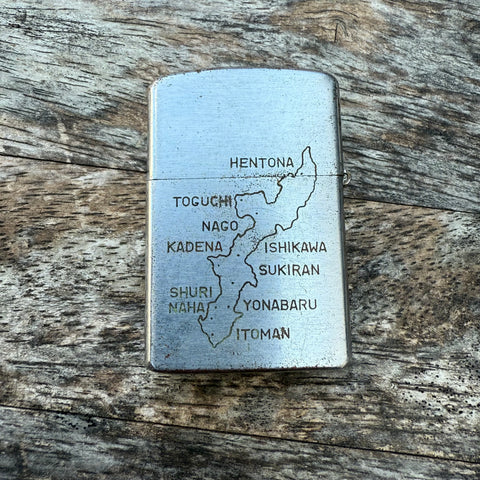 HENTONA
TOGUCHI
NAGO
KADENA ISHIKAWA
SUKIRAN
SHURI
NAHA YONABARU
ITOMAN